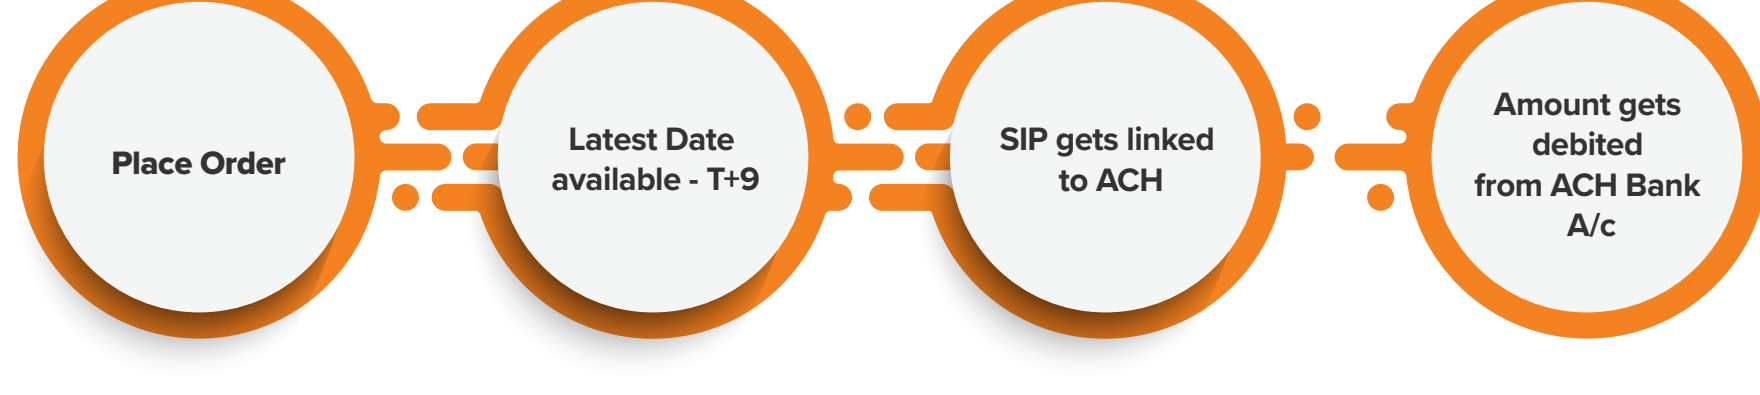 Place Order
Latest Date
available - T+9
SIP gets linked
to ACH
Amount gets
debited
from ACH Bank
A/c